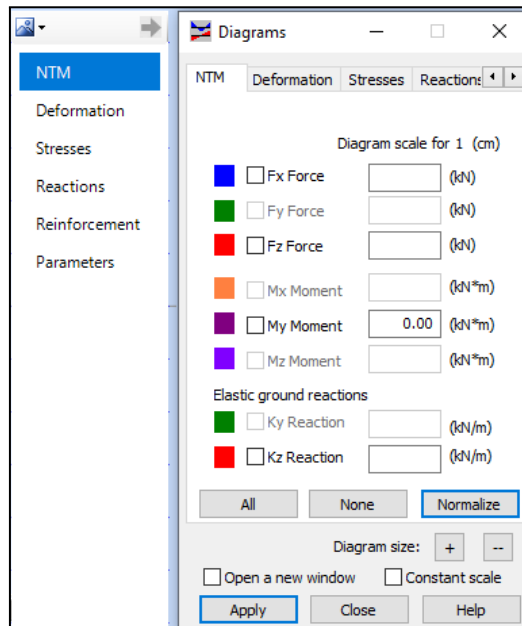 NTM
Deformation
Stresses
Reactions
Reinforcement
Parameters
Diagrams
NTM Deformation Stresses Reactions
Diagram scale for 1 (cm)
Fx Force (kN)
Fy Force (kN)
Fz Force (kN)
Mx Moment (kN*m)
My Moment 0.00 (kN*m)
Mz Moment (kN*m)
Elastic ground reactions
Ky Reaction (kN/m)
Kz Reaction (kN/m)
All None Normalize
Diagram size: + --
Open a new window Constant scale
Apply Close Help